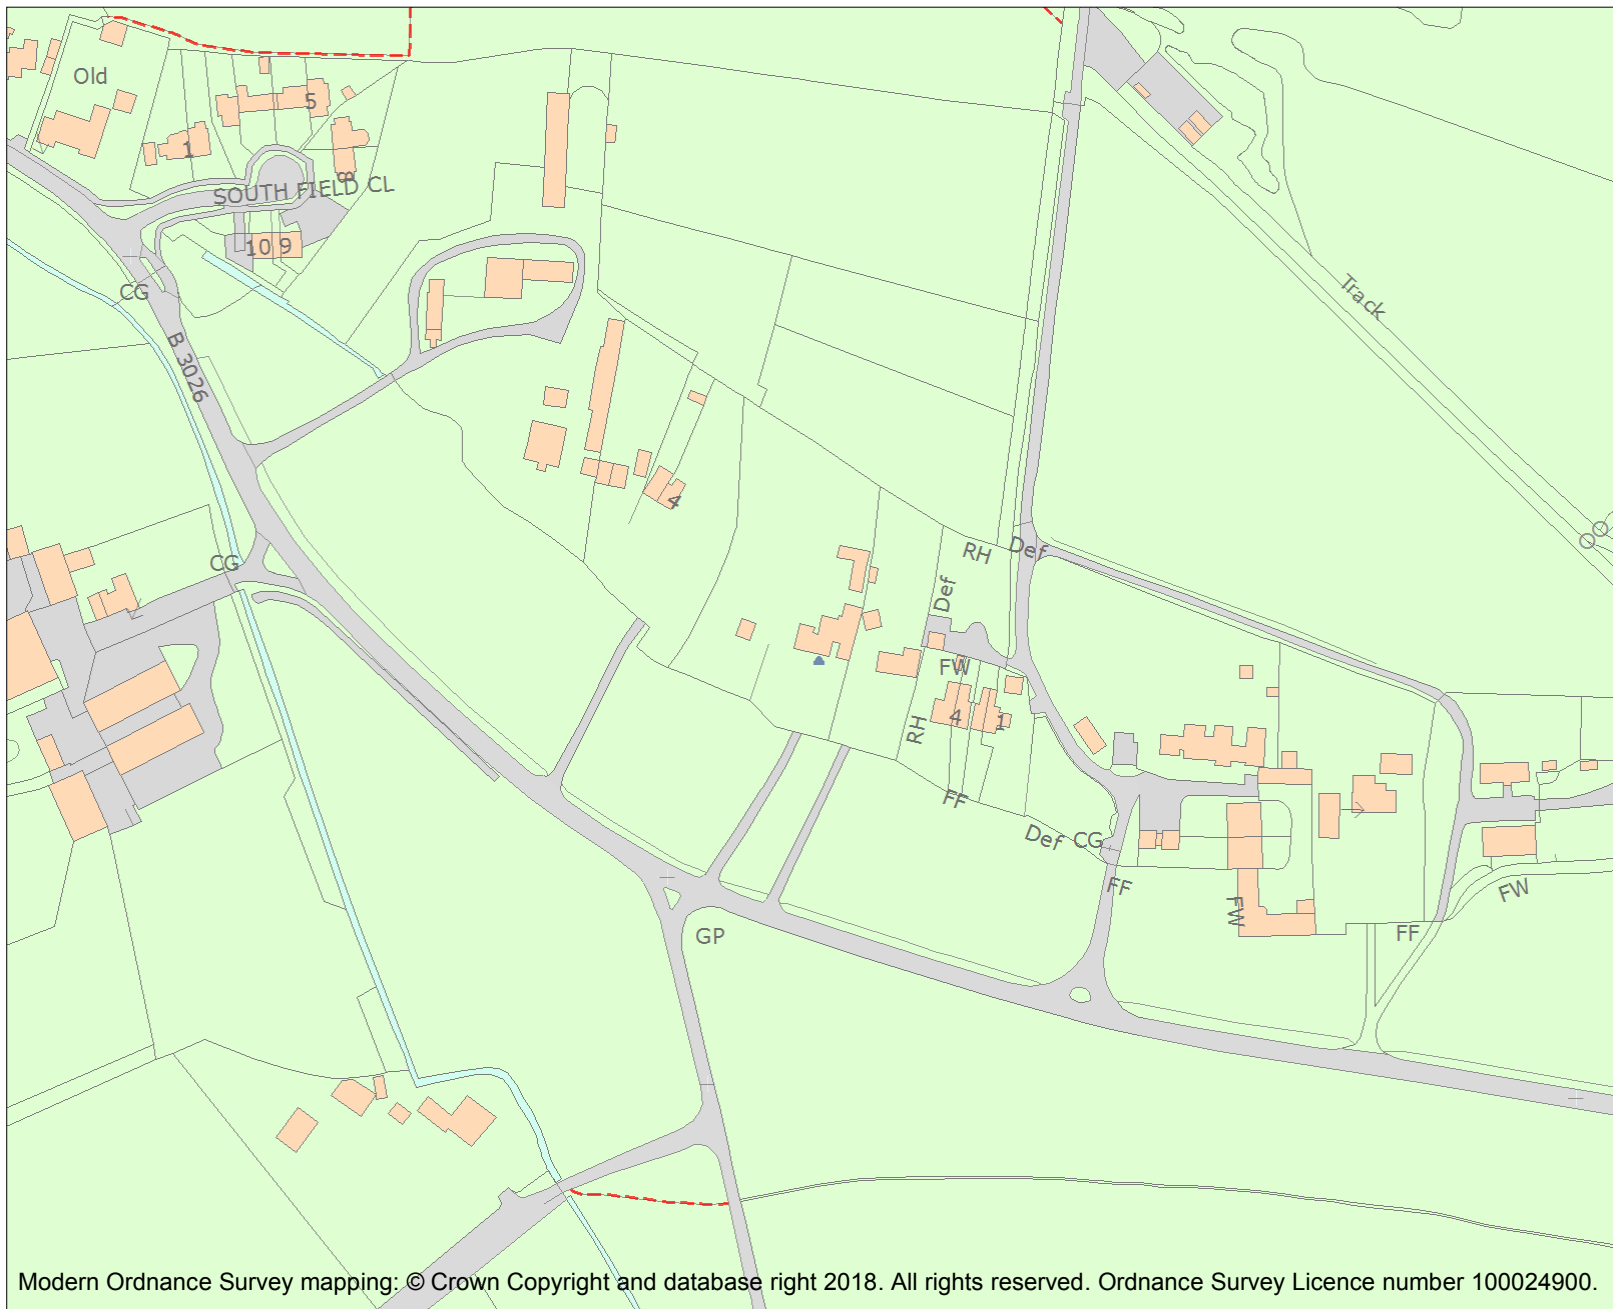 Old
5
1
8
SOUTH FIELD CL
10 9
CG
B 3026
Track
4
CG
RH
Def
Def
FW
4
1
RH
FF
Def
CG
FF
FW
FW
FF
GP
Modern Ordnance Survey mapping: © Crown Copyright and database right 2018. All rights reserved. Ordnance Survey Licence number 100024900.